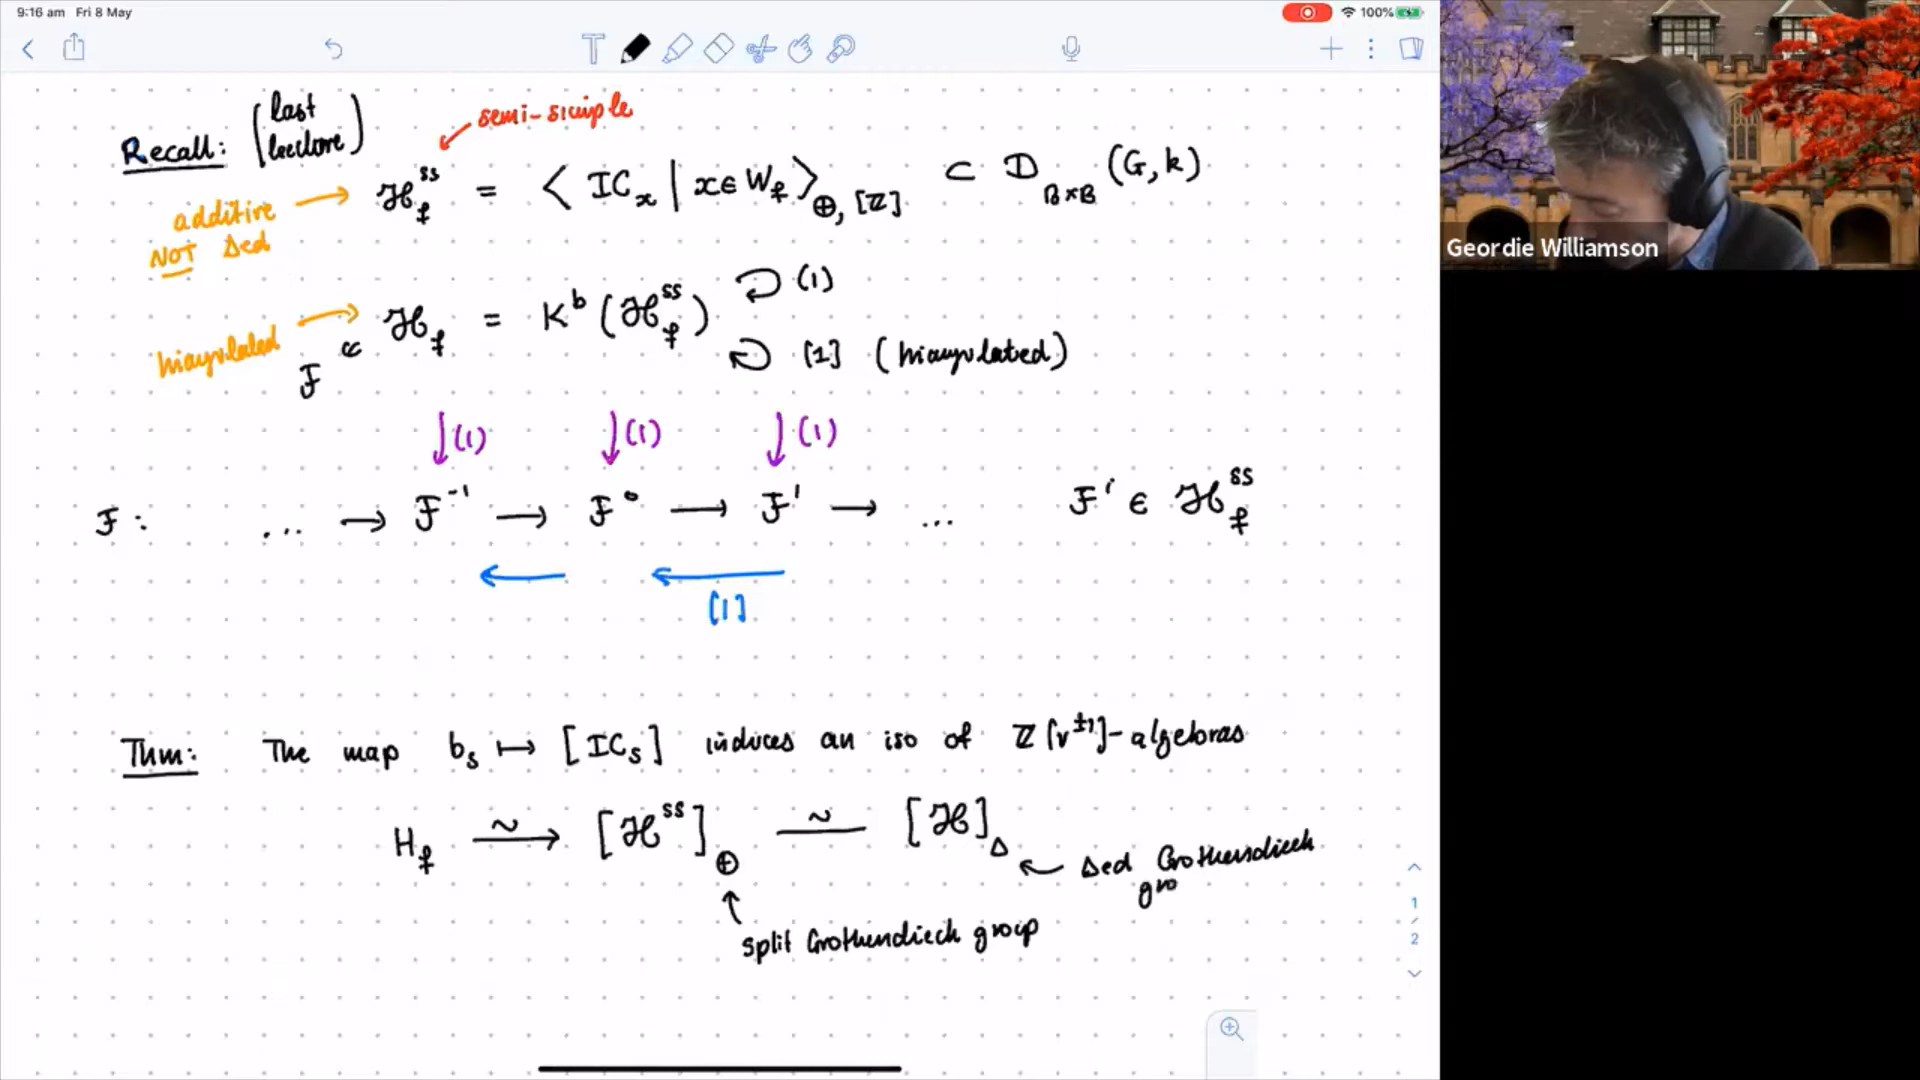 9:16 am Fri 8 May
100%
Recall: (last lecture)
semi-simple
additive NOT Δed → ℋ_f^{ss} = ⟨ IC_x | x ∈ W_f ⟩_{⊕, [ℤ]} ⊂ D_{B×B} (G, k)
triangulated → ℋ_f = K^b (ℋ_f^{ss}) ↻ (1)
F ∈ ↻ [1] (triangulated)
↓(1) ↓(1) ↓(1)
F : ... → F^{-1} → F^0 → F^1 → ... F^i ∈ ℋ_f^{ss}
← ← [1]
Thm: The map b_s ↦ [IC_s] induces an iso of ℤ[v^{±1}]-algebras
H_f →~ [ℋ^{ss}]_⊕ —~ [ℋ]_Δ ← Δed Grothendieck gro
↑
split Grothendieck group
1
/
2
Geordie Williamson